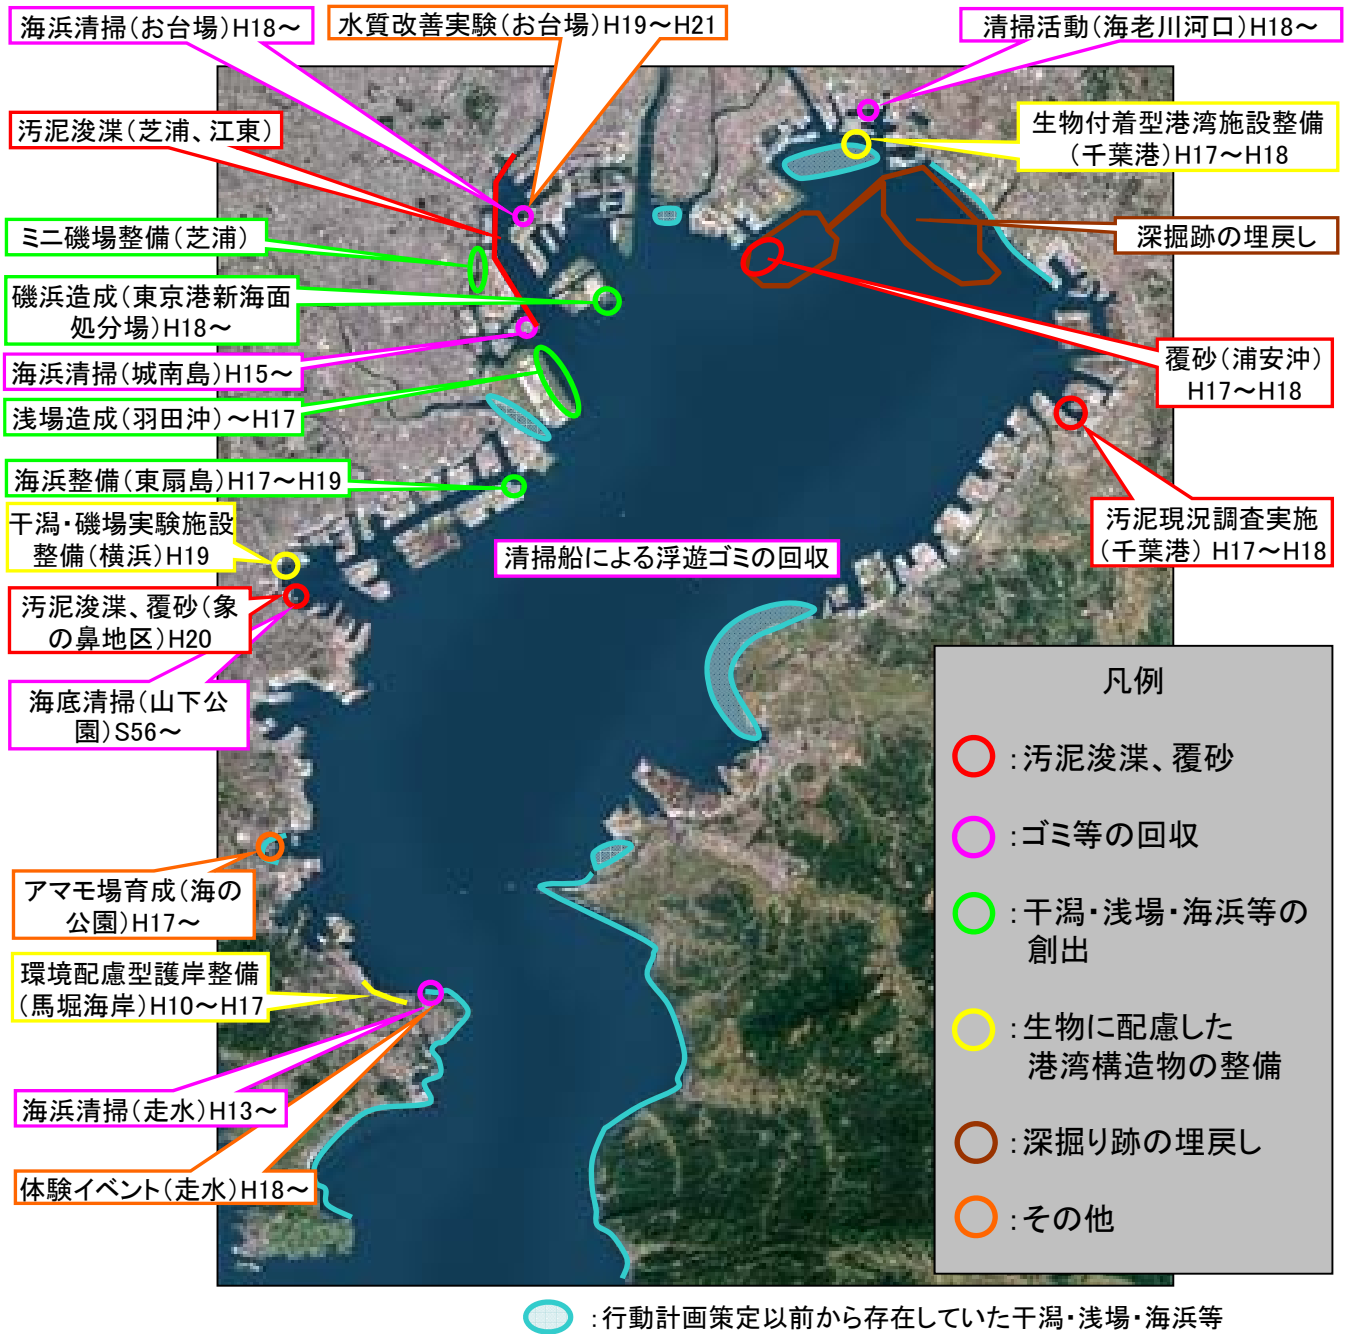 海浜清掃(お台場)H18～
水質改善実験(お台場)H19～H21
清掃活動(海老川河口)H18～
汚泥浚渫(芝浦、江東)
生物付着型港湾施設整備
(千葉港)H17～H18
ミニ磯場整備(芝浦)
深掘跡の埋戻し
磯浜造成(東京港新海面
処分場)H18～
海浜清掃(城南島)H15～
覆砂(浦安沖)
H17～H18
浅場造成(羽田沖)～H17
海浜整備(東扇島)H17～H19
干潟・磯場実験施設
整備(横浜)H19
汚泥現況調査実施
(千葉港) H17～H18
清掃船による浮遊ゴミの回収
汚泥浚渫、覆砂(象
の鼻地区)H20
海底清掃(山下公
園)S56～
アマモ場育成(海の
公園)H17～
環境配慮型護岸整備
(馬堀海岸)H10～H17
海浜清掃(走水)H13～
体験イベント(走水)H18～
凡例
:汚泥浚渫、覆砂
:ゴミ等の回収
:干潟・浅場・海浜等の
創出
:生物に配慮した
港湾構造物の整備
:深掘り跡の埋戻し
:その他
:行動計画策定以前から存在していた干潟・浅場・海浜等